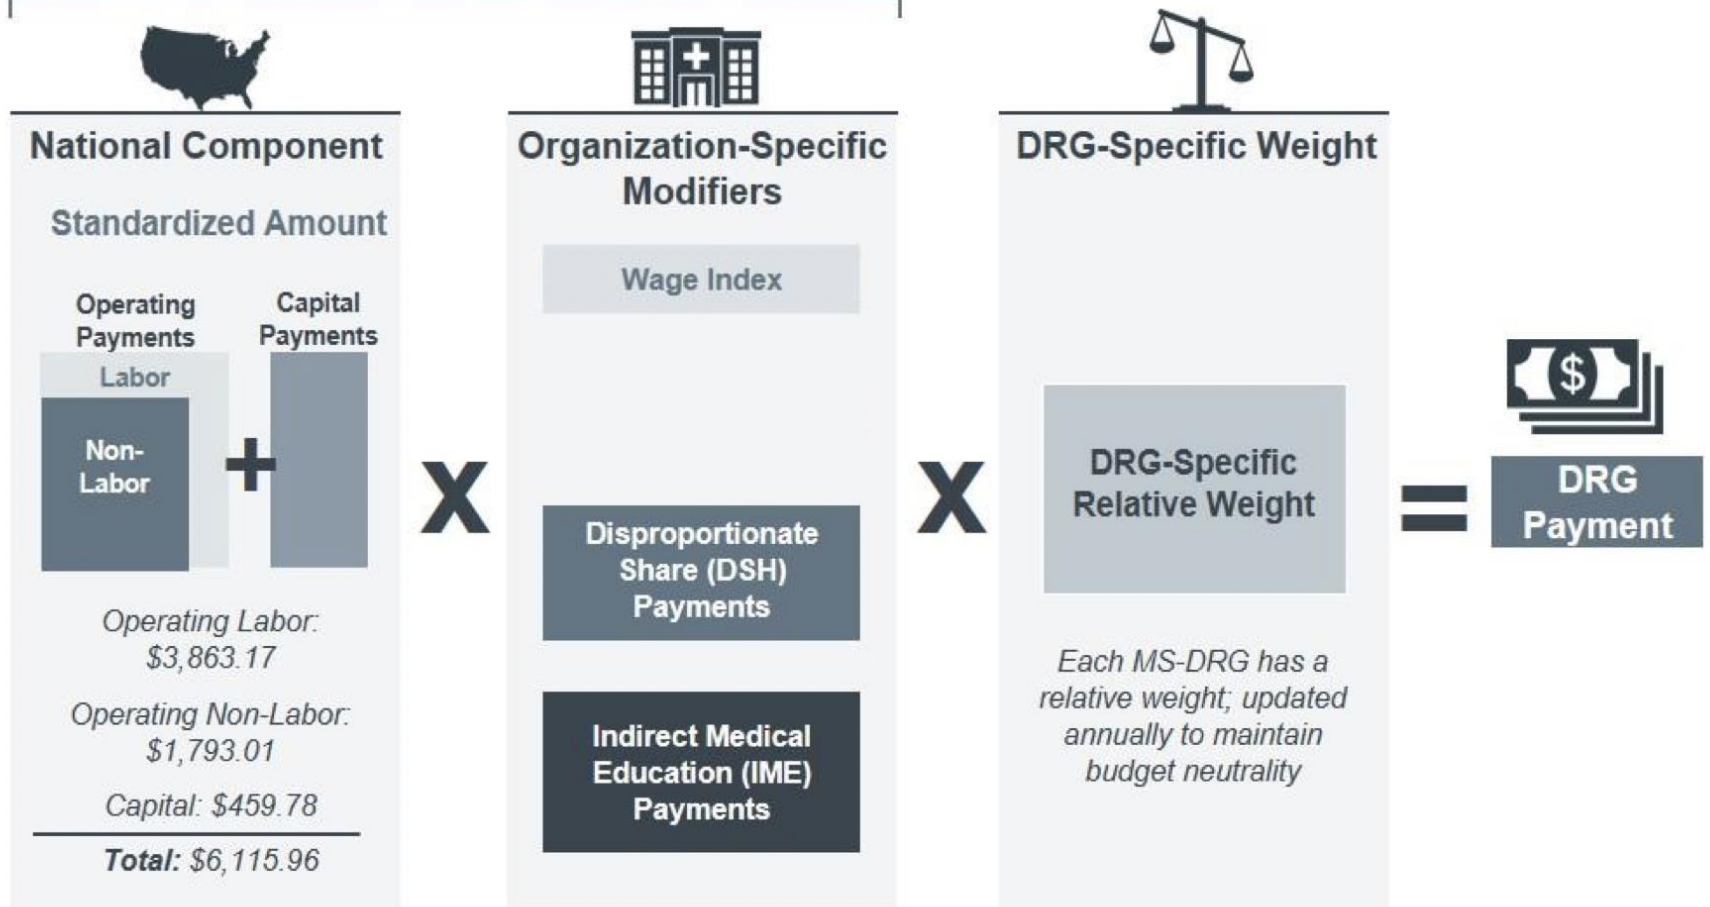 National Component
Standardized Amount
Operating
Payments
Capital
Payments
Labor
Non-
Labor
+
Operating Labor:
$3,863.17
Operating Non-Labor:
$1,793.01
Capital: $459.78
Total: $6,115.96
X
Organization-Specific
Modifiers
Wage Index
Disproportionate
Share (DSH)
Payments
Indirect Medical
Education (IME)
Payments
X
DRG-Specific Weight
DRG-Specific
Relative Weight
Each MS-DRG has a
relative weight; updated
annually to maintain
budget neutrality
=
$
DRG
Payment